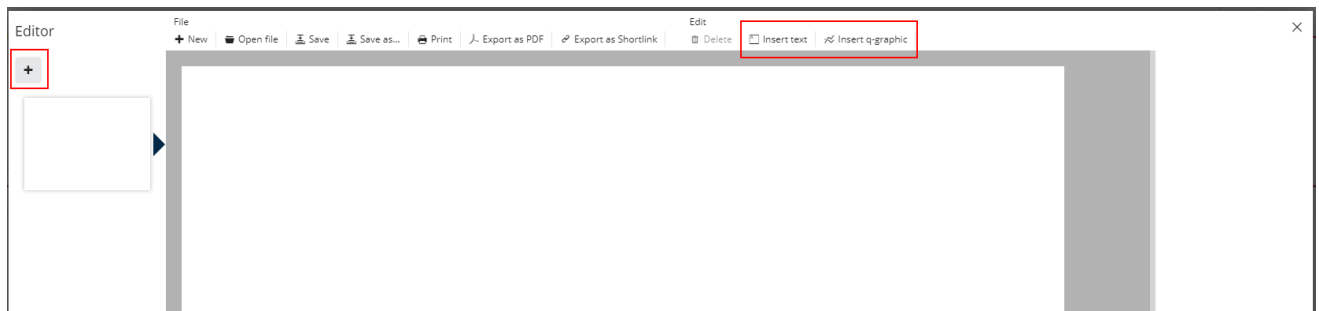 Editor
File
New Open file Save Save as... Print Export as PDF Export as Shortlink
Edit
Delete Insert text Insert q-graphic